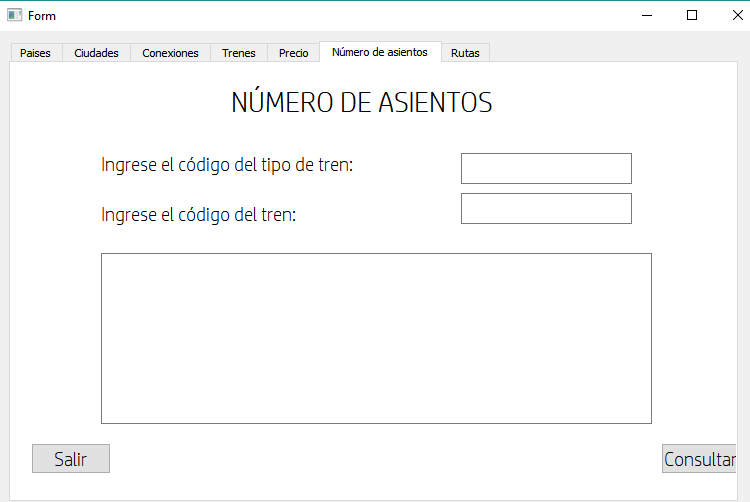 Form
Paises Ciudades Conexiones Trenes Precio Número de asientos Rutas
NÚMERO DE ASIENTOS
Ingrese el código del tipo de tren:
Ingrese el código del tren:
Salir Consultar